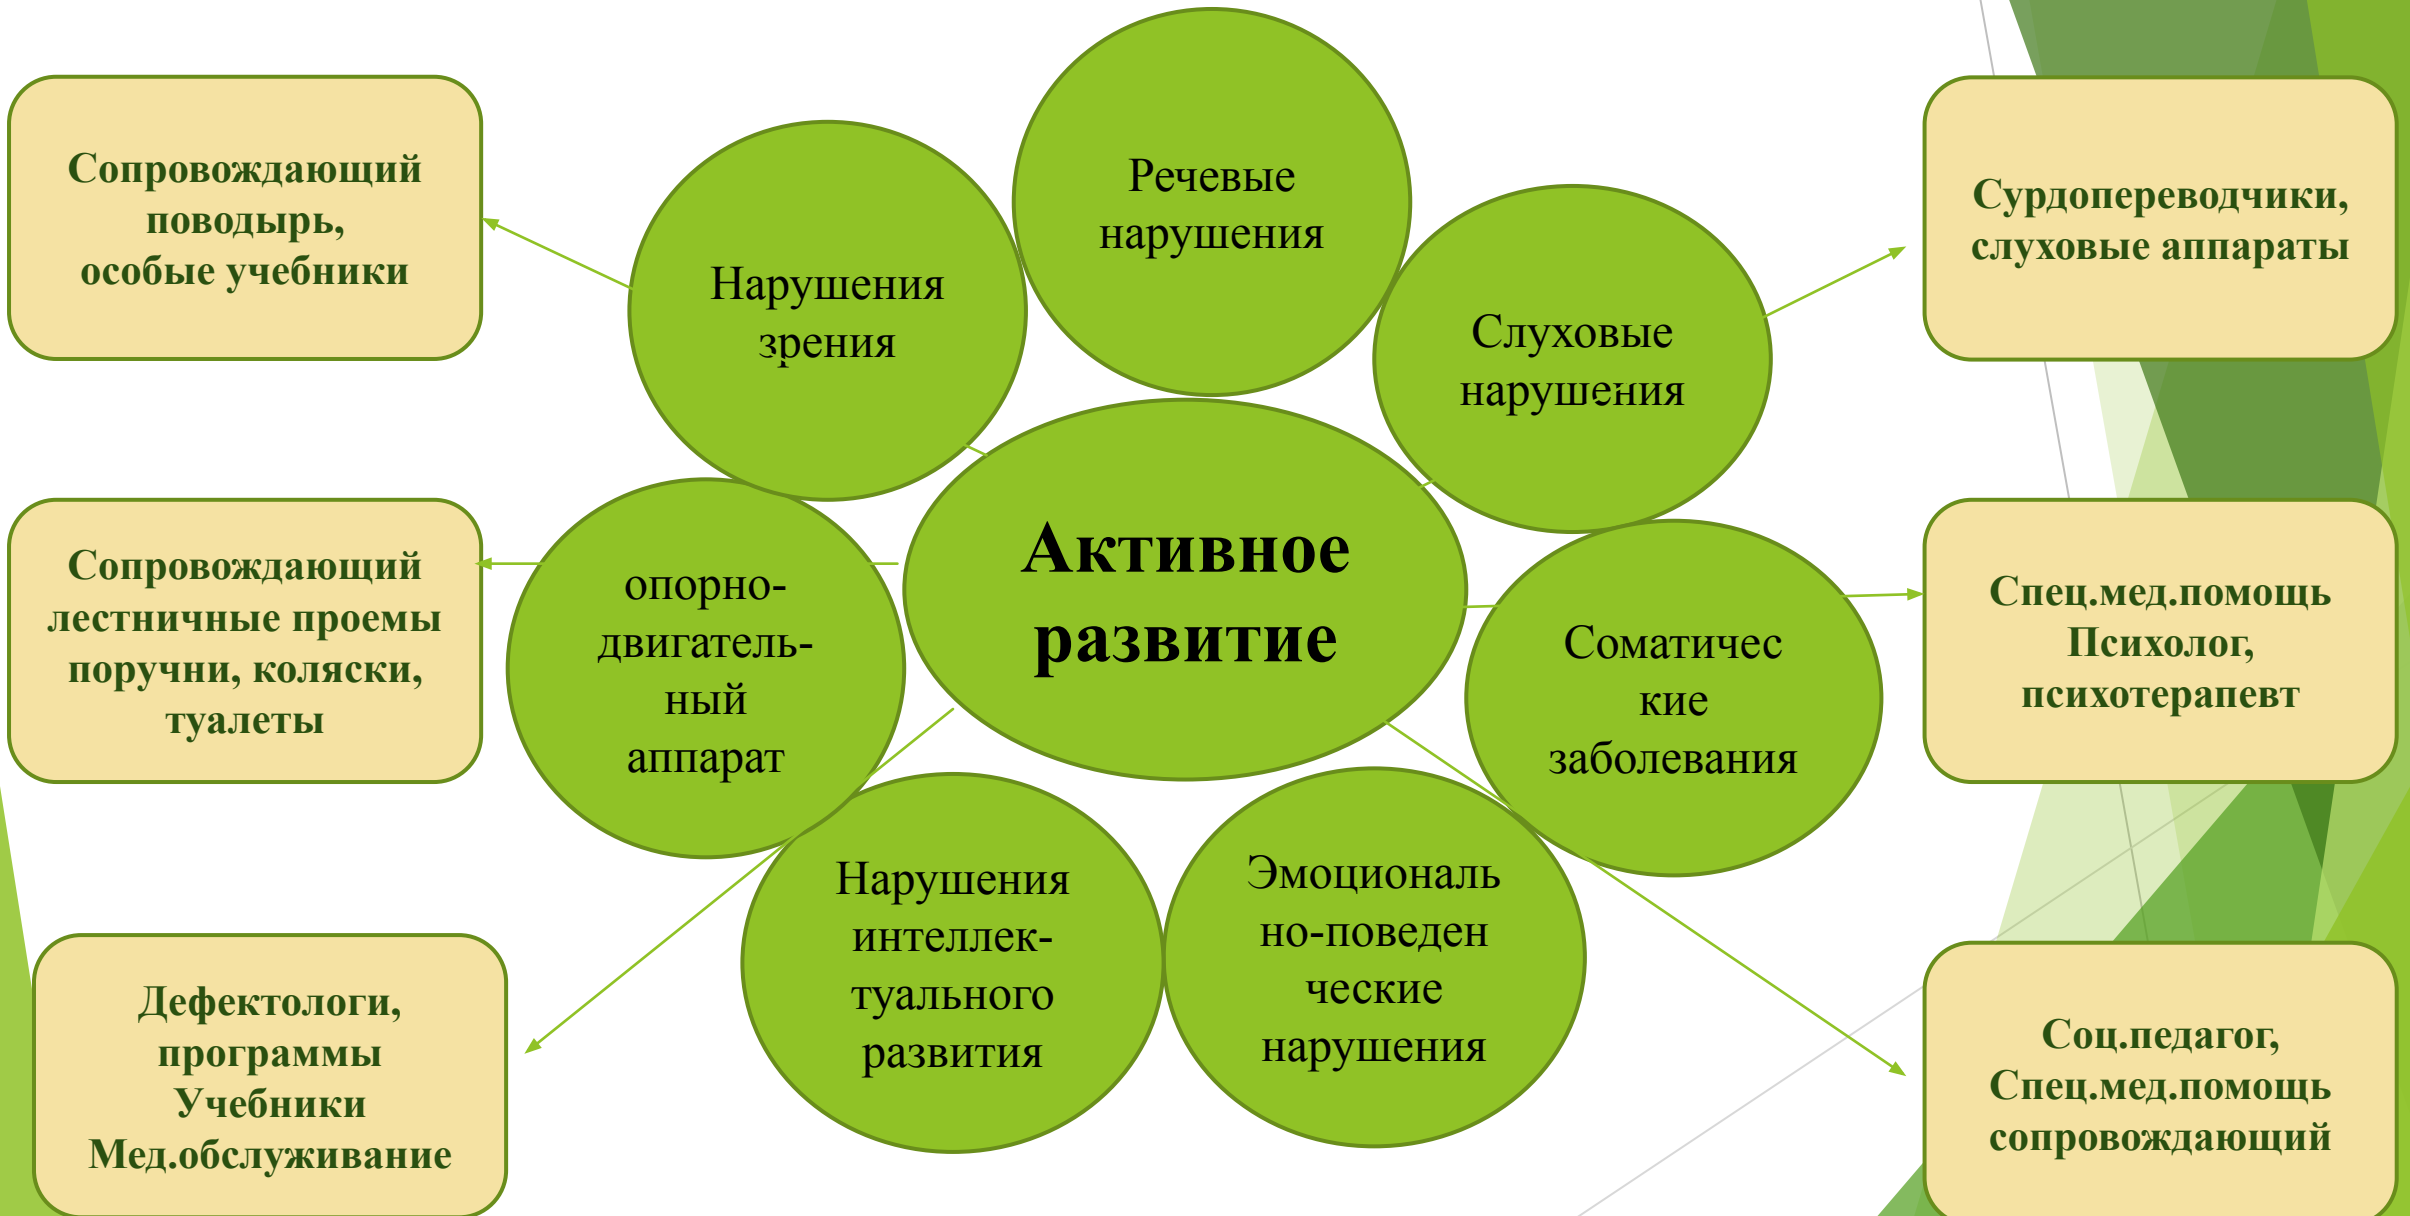 Сопровождающий
поводырь,
особые учебники
Нарушения
зрения
Речевые
нарушения
Слуховые
нарушения
Сурдопереводчики,
слуховые аппараты
Сопровождающий
лестничные проемы
поручни, коляски,
туалеты
опорно-
двигатель-
ный
аппарат
Активное
развитие
Соматичес
кие
заболевания
Спец.мед.помощь
Психолог,
психотерапевт
Дефектологи,
программы
Учебники
Мед.обслуживание
Нарушения
интеллек-
туального
развития
Эмоциональ
но-поведен
ческие
нарушения
Соц.педагог,
Спец.мед.помощь
сопровождающий